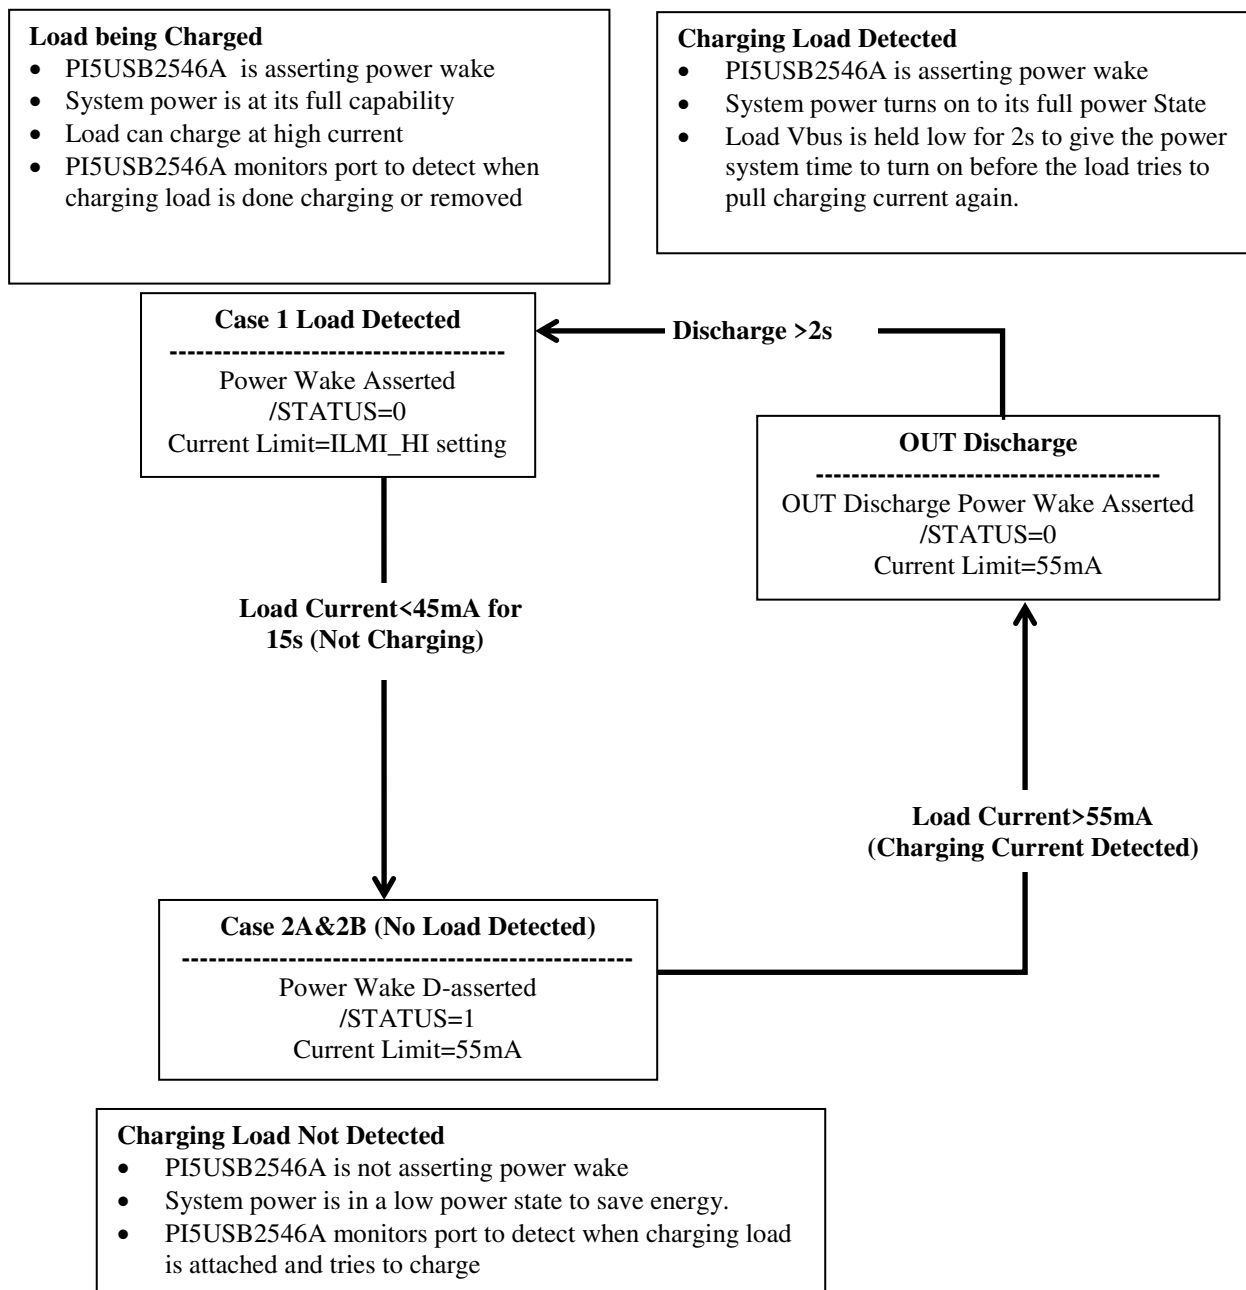 Load being Charged
• PI5USB2546A is asserting power wake
• System power is at its full capability
• Load can charge at high current
• PI5USB2546A monitors port to detect when
charging load is done charging or removed
Charging Load Detected
• PI5USB2546A is asserting power wake
• System power turns on to its full power State
• Load Vbus is held low for 2s to give the power
system time to turn on before the load tries to
pull charging current again.
Case 1 Load Detected
--------------------------------------
Power Wake Asserted
/STATUS=0
Current Limit=ILMI_HI setting
Discharge >2s
OUT Discharge
---------------------------------------
OUT Discharge Power Wake Asserted
/STATUS=0
Current Limit=55mA
Load Current<45mA for
15s (Not Charging)
Load Current>55mA
(Charging Current Detected)
Case 2A&2B (No Load Detected)
---------------------------------------------------
Power Wake D-asserted
/STATUS=1
Current Limit=55mA
Charging Load Not Detected
• PI5USB2546A is not asserting power wake
• System power is in a low power state to save energy.
• PI5USB2546A monitors port to detect when charging load
is attached and tries to charge